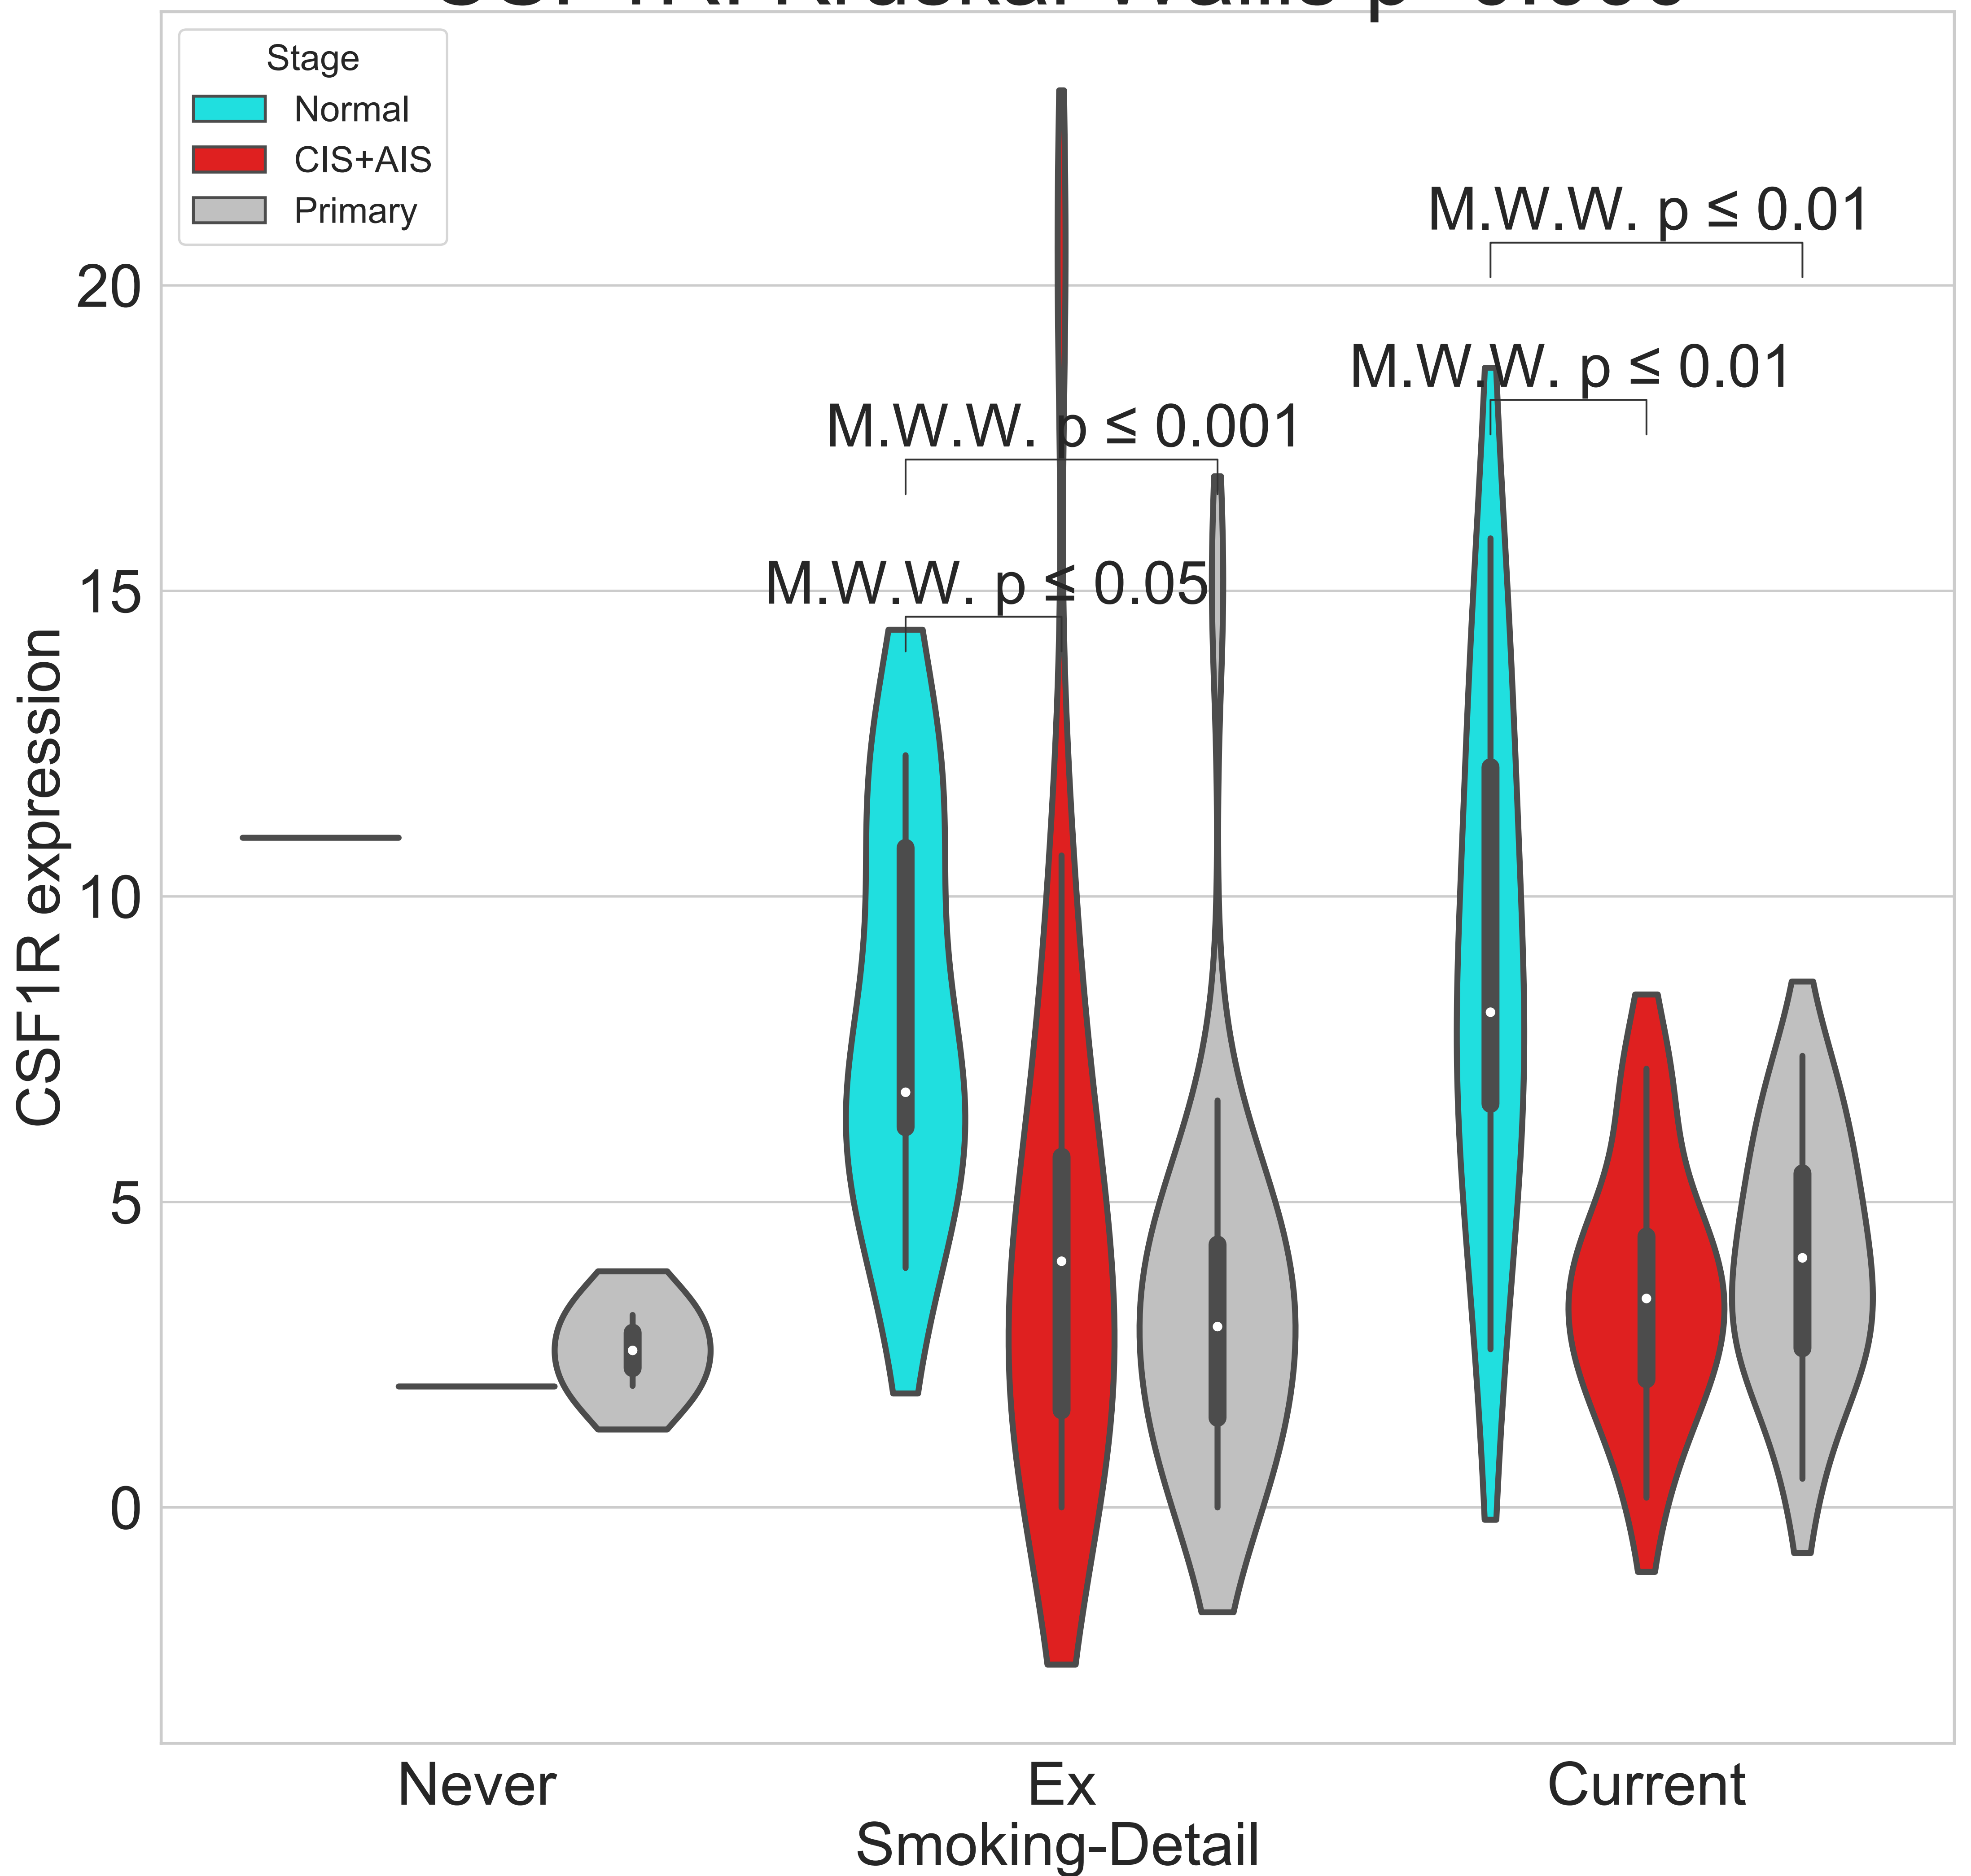 Stage
Normal
CIS+AIS
Primary
M.W.W. p ≤ 0.01
M.W.W. p ≤ 0.01
M.W.W. p ≤ 0.001
M.W.W. p ≤ 0.05
20
15
10
5
0
CSF1R expression
Never
Ex
Current
Smoking-Detail